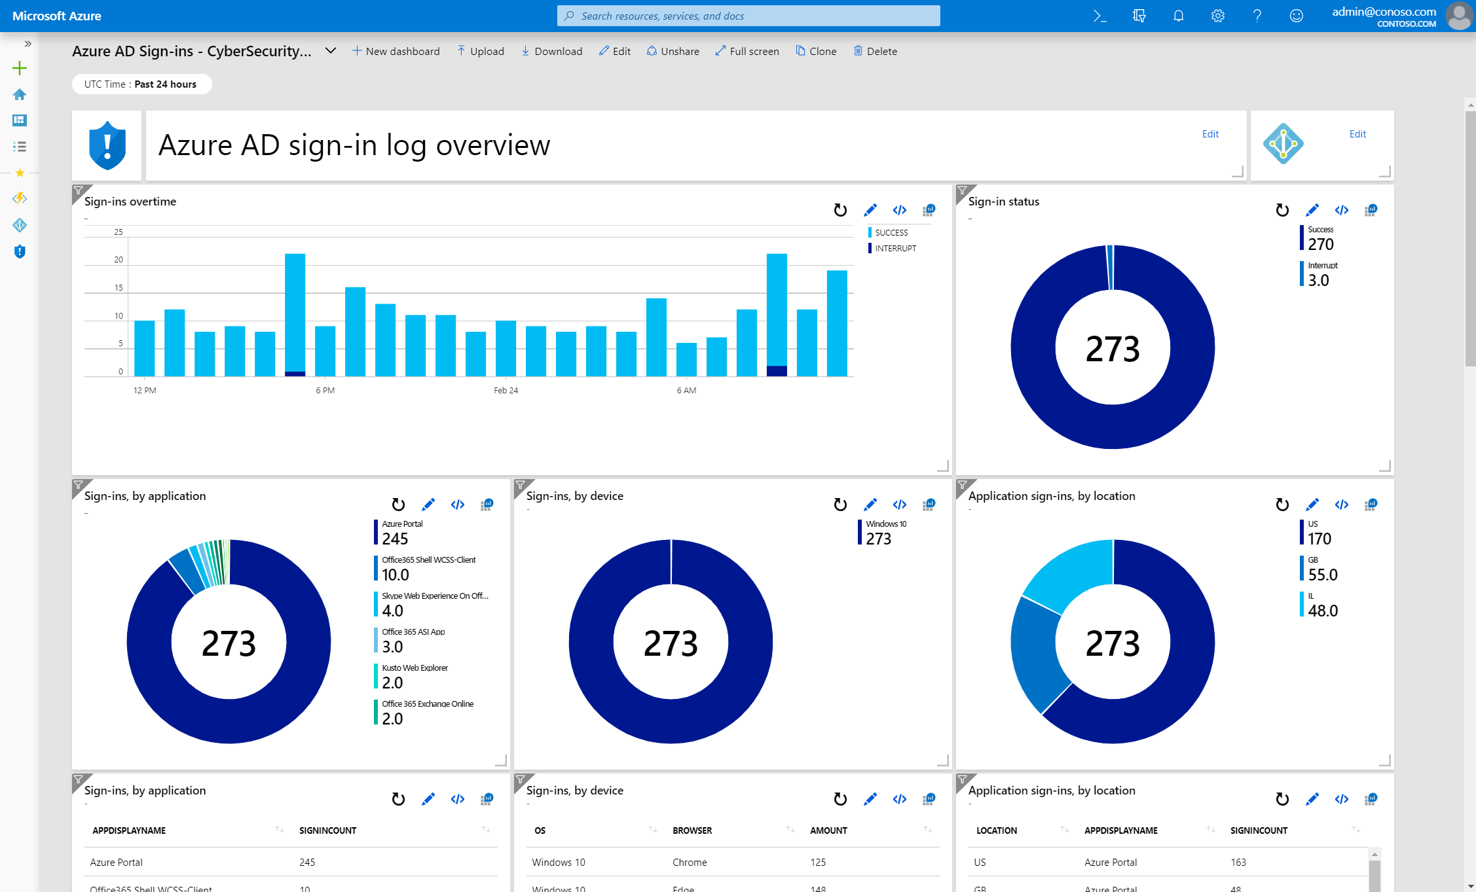 Microsoft Azure
Search resources, services, and docs
admin@conoso.com
CONTOSO.COM
Azure AD Sign-ins - CyberSecurity...
New dashboard
Upload
Download
Edit
Unshare
Full screen
Clone
Delete
UTC Time : Past 24 hours
Azure AD sign-in log overview
Edit
Edit
Sign-ins overtime
25
20
15
10
5
0
12 PM
6 PM
Feb 24
6 AM
SUCCESS
INTERRUPT
Sign-in status
273
Success
270
Interrupt
3.0
Sign-ins, by application
273
Azure Portal
245
Office365 Shell WCSS-Client
10.0
Skype Web Experience On Off...
4.0
Office 365 ASI App
3.0
Kusto Web Explorer
2.0
Office 365 Exchange Online
2.0
Sign-ins, by device
273
Windows 10
273
Application sign-ins, by location
273
US
170
GB
55.0
IL
48.0
Sign-ins, by application
APPDISPLAYNAME SIGNINCOUNT
Azure Portal 245
Office365 Shell WCSS-Client 10
Sign-ins, by device
OS BROWSER AMOUNT
Windows 10 Chrome 125
Windows 10 Edge 148
Application sign-ins, by location
LOCATION APPDISPLAYNAME SIGNINCOUNT
US Azure Portal 163
GB Azure Portal 48